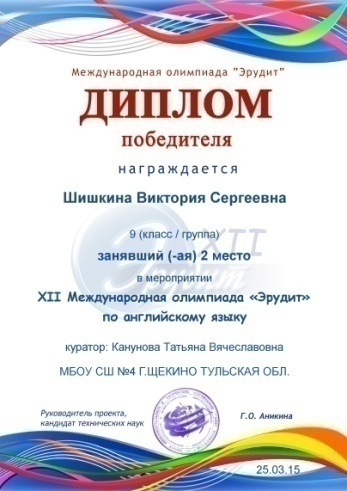 Международная олимпиада "Эрудит"
ДИПЛОМ
победителя
награждается
Шишкина Виктория Сергеевна
9 (класс / группа)
занявший (-ая) 2 место
в мероприятии
XII Международная олимпиада «Эрудит»
по английскому языку
куратор: Канунова Татьяна Вячеславовна
МБОУ СШ №4 Г.ЩЕКИНО ТУЛЬСКАЯ ОБЛ.
XII
Эрудит
Руководитель проекта,
кандидат технических наук
Г.О. Аникина
25.03.15